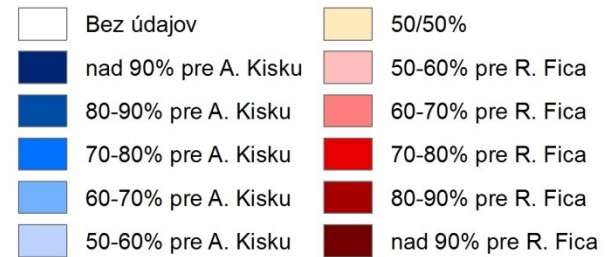 Bez údajov
nad 90% pre A. Kisku
80-90% pre A. Kisku
70-80% pre A. Kisku
60-70% pre A. Kisku
50-60% pre A. Kisku
50/50%
50-60% pre R. Fica
60-70% pre R. Fica
70-80% pre R. Fica
80-90% pre R. Fica
nad 90% pre R. Fica